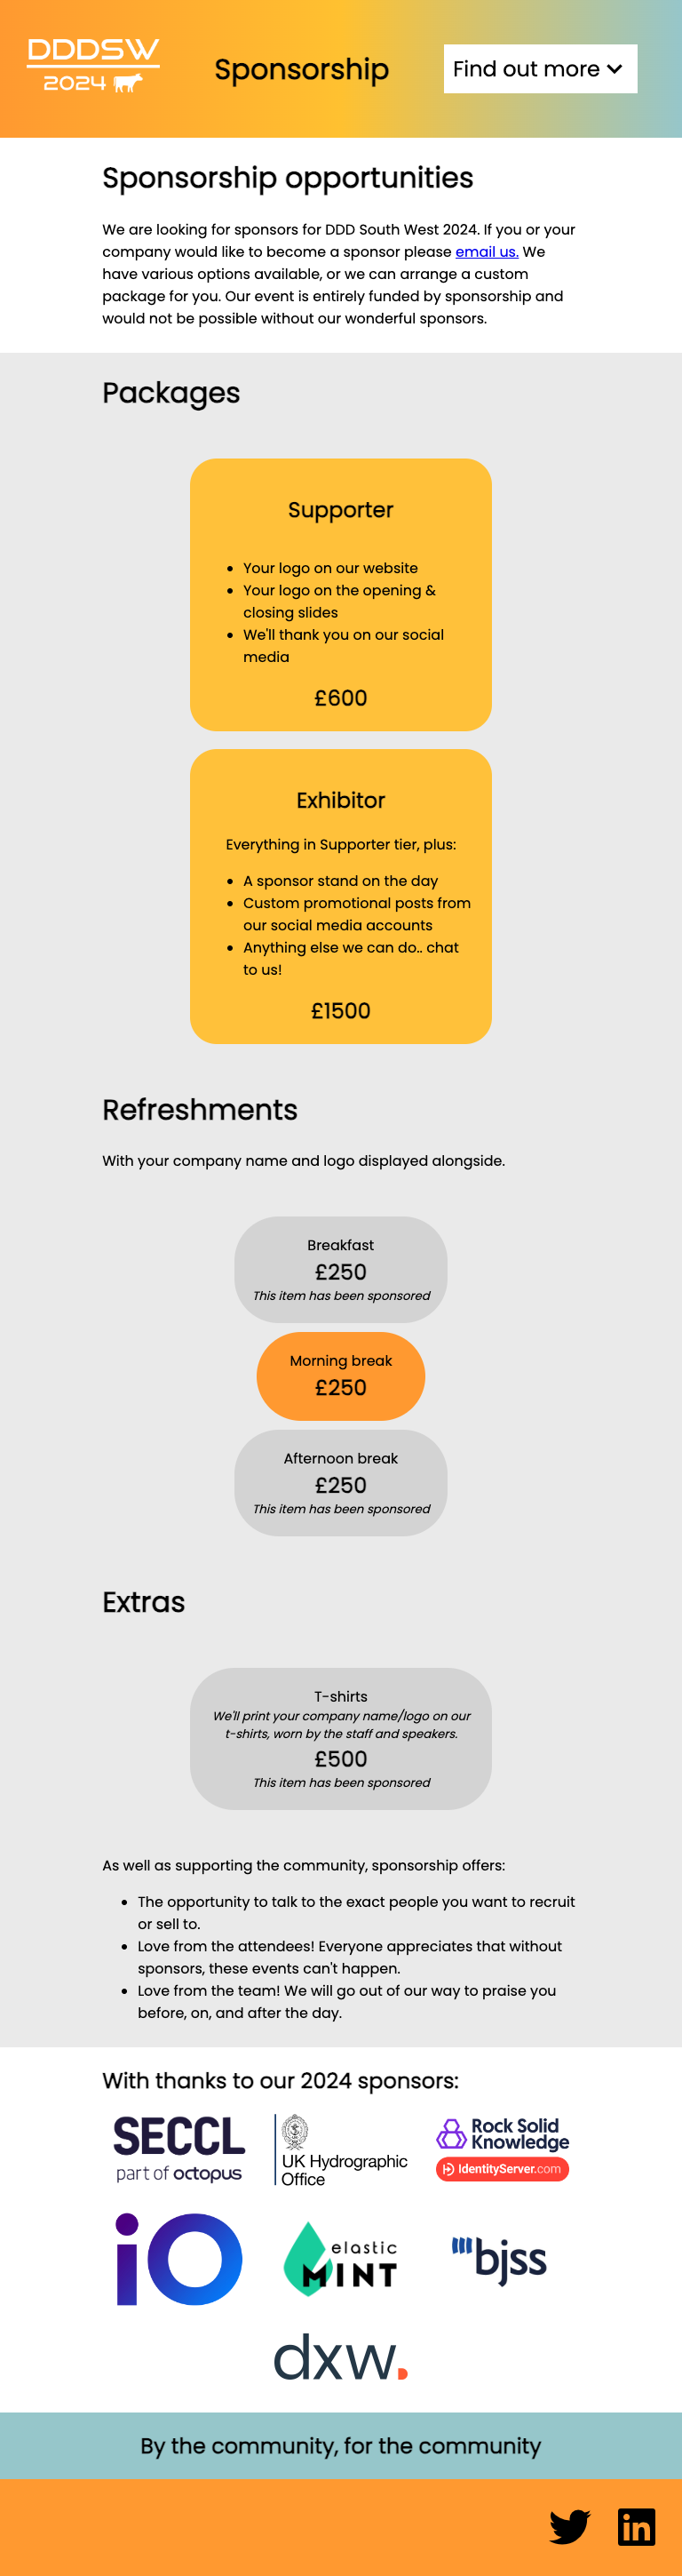 DDDSW
2024
Sponsorship
Find out more
Sponsorship opportunities
We are looking for sponsors for DDD South West 2024. If you or your
company would like to become a sponsor please email us. We
have various options available, or we can arrange a custom
package for you. Our event is entirely funded by sponsorship and
would not be possible without our wonderful sponsors.
Packages
Supporter
• Your logo on our website
• Your logo on the opening &
closing slides
• We'll thank you on our social
media
£600
Exhibitor
Everything in Supporter tier, plus:
• A sponsor stand on the day
• Custom promotional posts from
our social media accounts
• Anything else we can do.. chat
to us!
£1500
Refreshments
With your company name and logo displayed alongside.
Breakfast
£250
This item has been sponsored
Morning break
£250
Afternoon break
£250
This item has been sponsored
Extras
T-shirts
We'll print your company name/logo on our
t-shirts, worn by the staff and speakers.
£500
This item has been sponsored
As well as supporting the community, sponsorship offers:
• The opportunity to talk to the exact people you want to recruit
or sell to.
• Love from the attendees! Everyone appreciates that without
sponsors, these events can't happen.
• Love from the team! We will go out of our way to praise you
before, on, and after the day.
With thanks to our 2024 sponsors:
SECCL
part of octopus
UK Hydrographic
Office
Rock Solid
Knowledge
IdentityServer.com
iO
elastic
MINT
bjss
dxw.
By the community, for the community
in